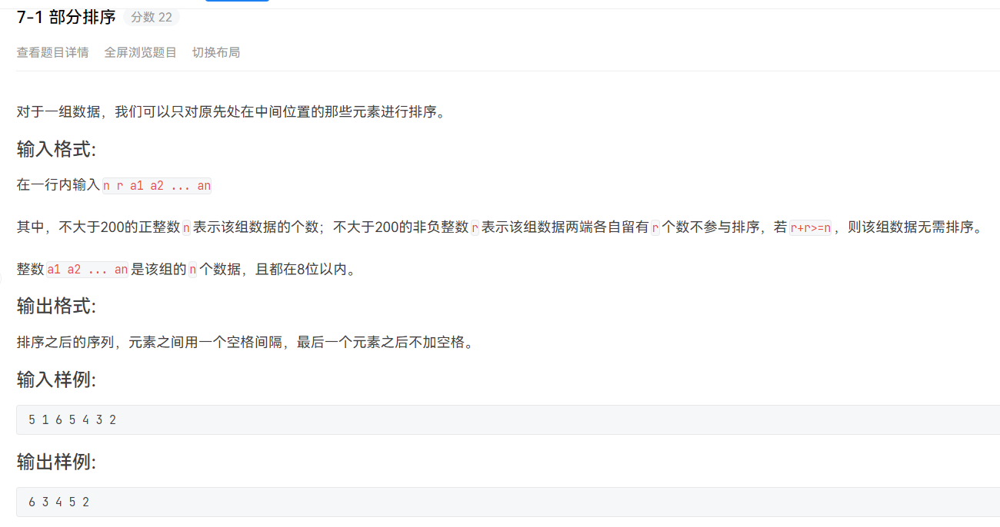 7-1 部分排序 分数 22
查看题目详情 全屏浏览题目 切换布局
对于一组数据，我们可以只对原先处在中间位置的那些元素进行排序。
输入格式:
在一行内输入n r a1 a2 ... an
其中，不大于200的正整数n表示该组数据的个数；不大于200的非负整数r表示该组数据两端各自留有r个数不参与排序，若r+r>=n，则该组数据无需排序。
整数a1 a2 ... an是该组的n个数据，且都在8位以内。
输出格式:
排序之后的序列，元素之间用一个空格间隔，最后一个元素之后不加空格。
输入样例:
5 1 6 5 4 3 2
输出样例:
6 3 4 5 2